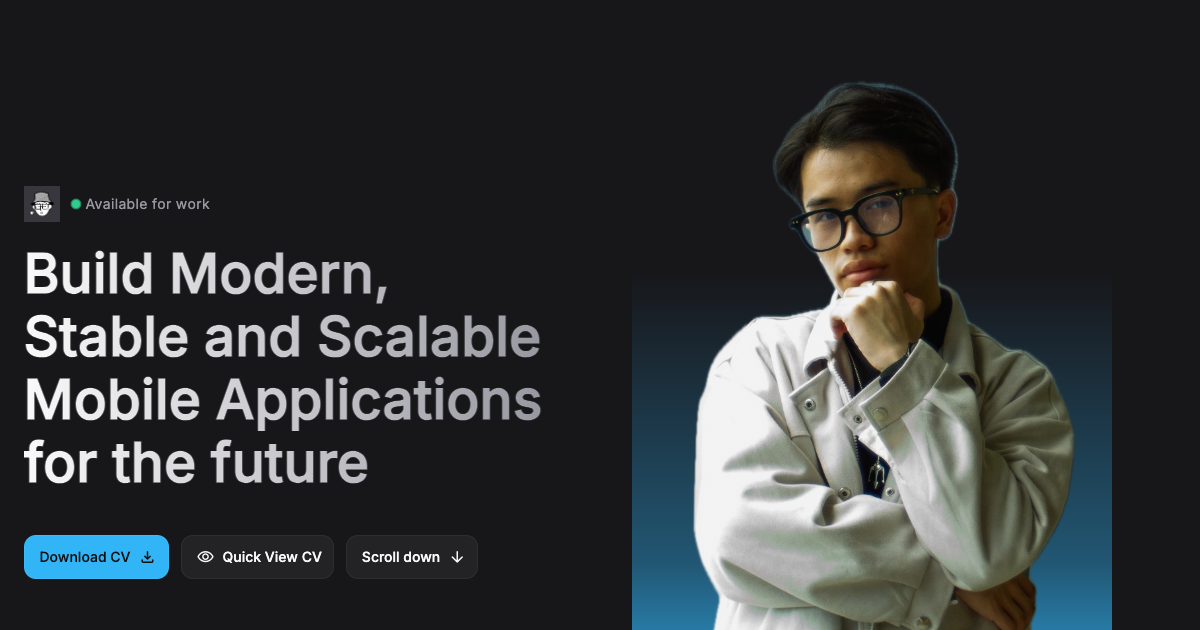 Available for work
Build Modern,
Stable and Scalable
Mobile Applications
for the future
Download CV
Quick View CV
Scroll down